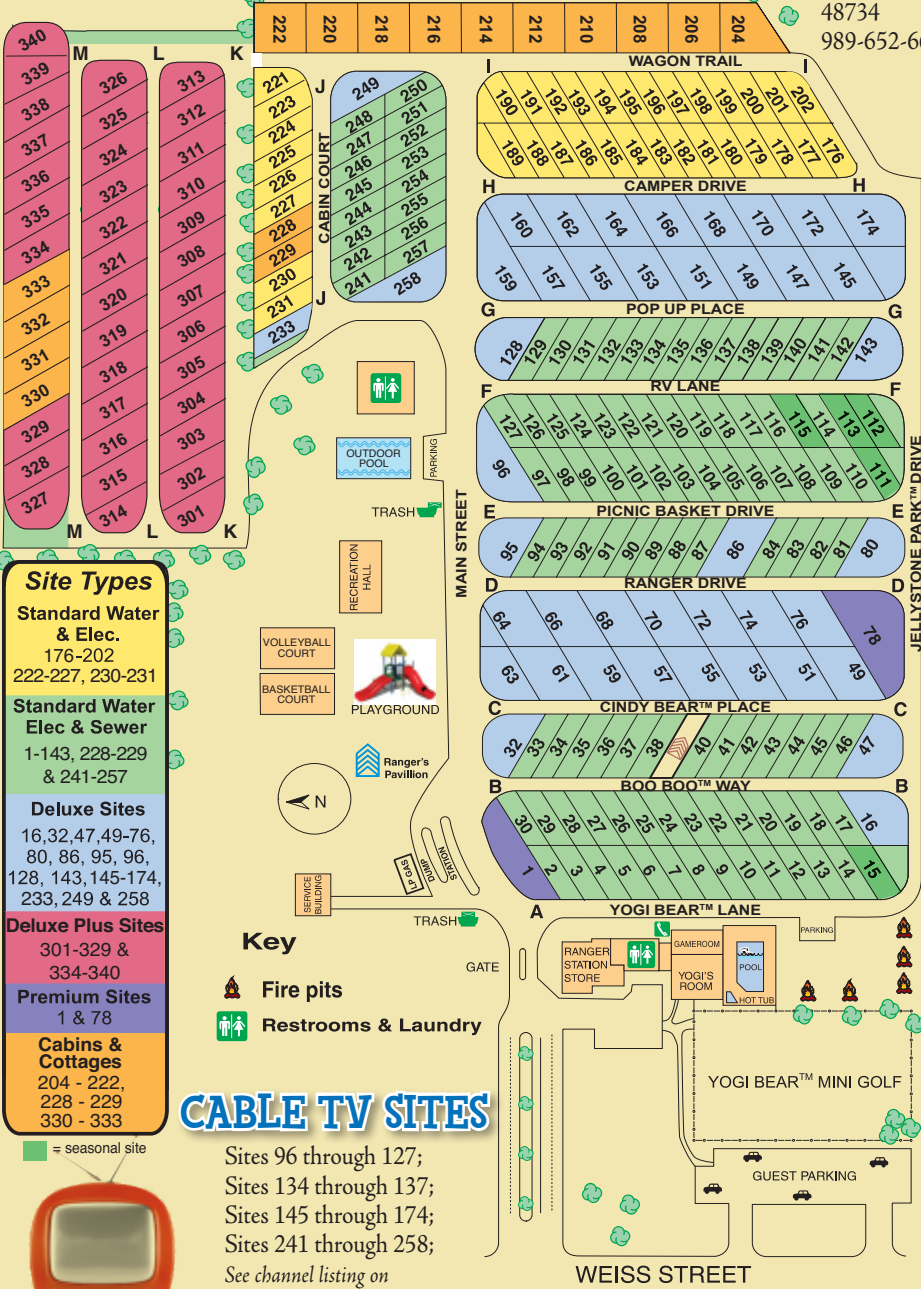 48734
989-652-60
222 220 218 216 214 212 210 208 206 204
I WAGON TRAIL I
190 191 192 193 194 195 196 197 198 199 200 201 202
189 188 187 186 185 184 183 182 181 180 179 178 177 176
H CAMPER DRIVE H
160 162 164 166 168 170 172 174
159 157 155 153 151 149 147 145
G POP UP PLACE G
128 129 130 131 132 133 134 135 136 137 138 139 140 141 142 143
F RV LANE F
127 126 125 124 123 122 121 120 119 118 117 116 115 114 113 112
96 97 98 99 100 101 102 103 104 105 106 107 108 109 110 111
E PICNIC BASKET DRIVE E
95 94 93 92 91 90 89 88 87 86 84 83 82 81 80
D RANGER DRIVE D
64 66 68 70 72 74 76 78
63 61 59 57 55 53 51 49
C CINDY BEAR™ PLACE C
32 33 34 35 36 37 38 40 41 42 43 44 45 46 47
B BOO BOO™ WAY B
30 29 28 27 26 25 24 23 22 21 20 19 18 17 16
1 2 3 4 5 6 7 8 9 10 11 12 13 14 15
A YOGI BEAR™ LANE
JELLYSTONE PARK™ DRIVE
MAIN STREET
340 339 338 337 336 335 334 333 332 331 330 329 328 327
M M
326 325 324 323 322 321 320 319 318 317 316 315 314
L L
313 312 311 310 309 308 307 306 305 304 303 302 301
K K
221 223 224 225 226 227 228 229 230 231 233
J CABIN COURT J
249 248 247 246 245 244 243 242 241
250 251 252 253 254 255 256 257 258
OUTDOOR
POOL
PARKING
TRASH
RECREATION
HALL
VOLLEYBALL
COURT
BASKETBALL
COURT
PLAYGROUND
Ranger's
Pavillion
N
LP GAS
DUMP
STATION
SERVICE
BUILDING
TRASH
GATE
RANGER
STATION
STORE
GAMEROOM
YOGI'S
ROOM
POOL
HOT TUB
PARKING
YOGI BEAR™ MINI GOLF
GUEST PARKING
WEISS STREET
Site Types
Standard Water
& Elec.
176-202
222-227, 230-231
Standard Water
Elec & Sewer
1-143, 228-229
& 241-257
Deluxe Sites
16,32,47,49-76,
80, 86, 95, 96,
128, 143,145-174,
233, 249 & 258
Deluxe Plus Sites
301-329 &
334-340
Premium Sites
1 & 78
Cabins &
Cottages
204 - 222,
228 - 229
330 - 333
= seasonal site
Key
Fire pits
Restrooms & Laundry
CABLE TV SITES
Sites 96 through 127;
Sites 134 through 137;
Sites 145 through 174;
Sites 241 through 258;
See channel listing on